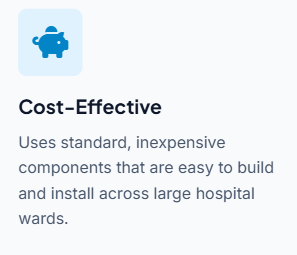 Cost-Effective
Uses standard, inexpensive
components that are easy to build
and install across large hospital
wards.